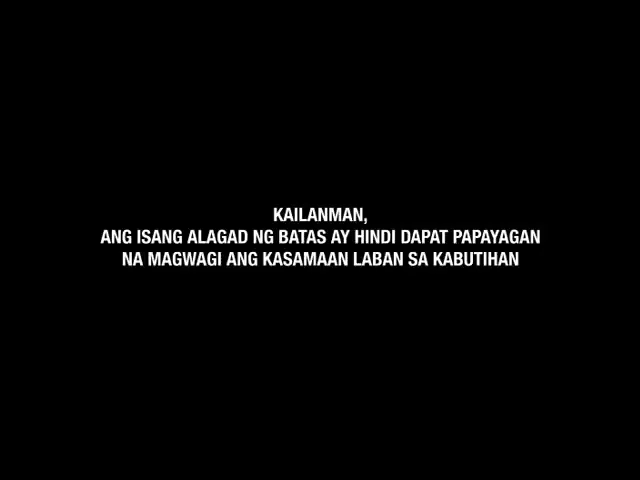 KAILANMAN,
ANG ISANG ALAGAD NG BATAS AY HINDI DAPAT PAPAYAGAN
NA MAGWAGI ANG KASAMAAN LABAN SA KABUTIHAN